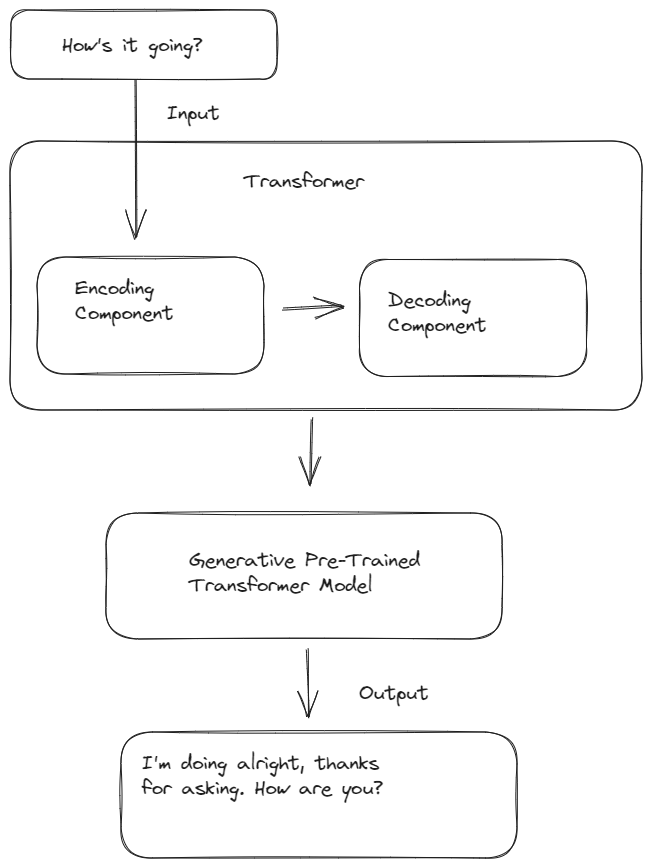 How's it going?
Input
Transformer
Encoding
Component
Decoding
Component
Generative Pre-Trained
Transformer Model
Output
I'm doing alright, thanks
for asking. How are you?